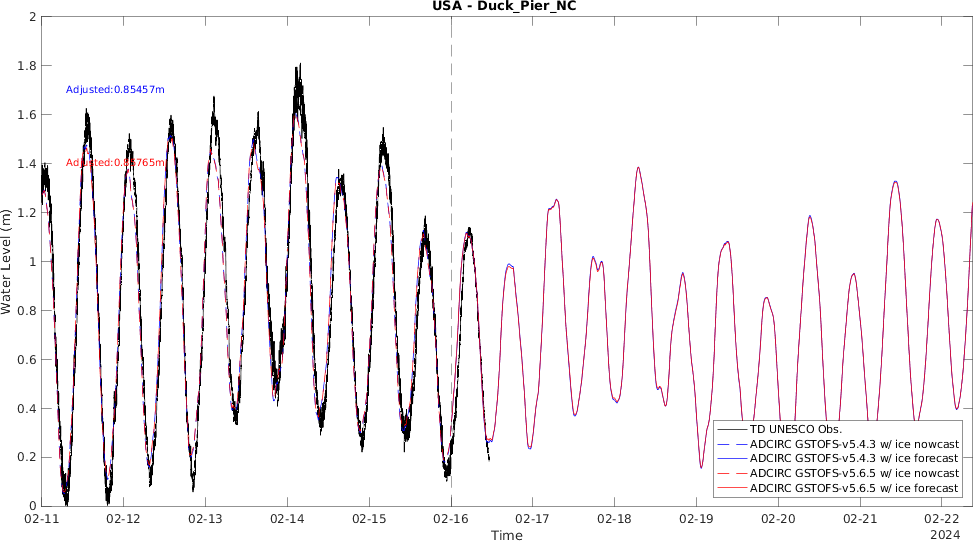 USA - Duck_Pier_NC
2
1.8
1.6
1.4
1.2
1
0.8
0.6
0.4
0.2
0
Water Level (m)
Adjusted:0.85457m
TD UNESCO Obs.
ADCIRC GSTOFS-v5.4.3 w/ ice nowcast
ADCIRC GSTOFS-v5.4.3 w/ ice forecast
ADCIRC GSTOFS-v5.6.5 w/ ice nowcast
ADCIRC GSTOFS-v5.6.5 w/ ice forecast
02-11 02-12 02-13 02-14 02-15 02-16 02-17 02-18 02-19 02-20 02-21 02-22
2024
Time